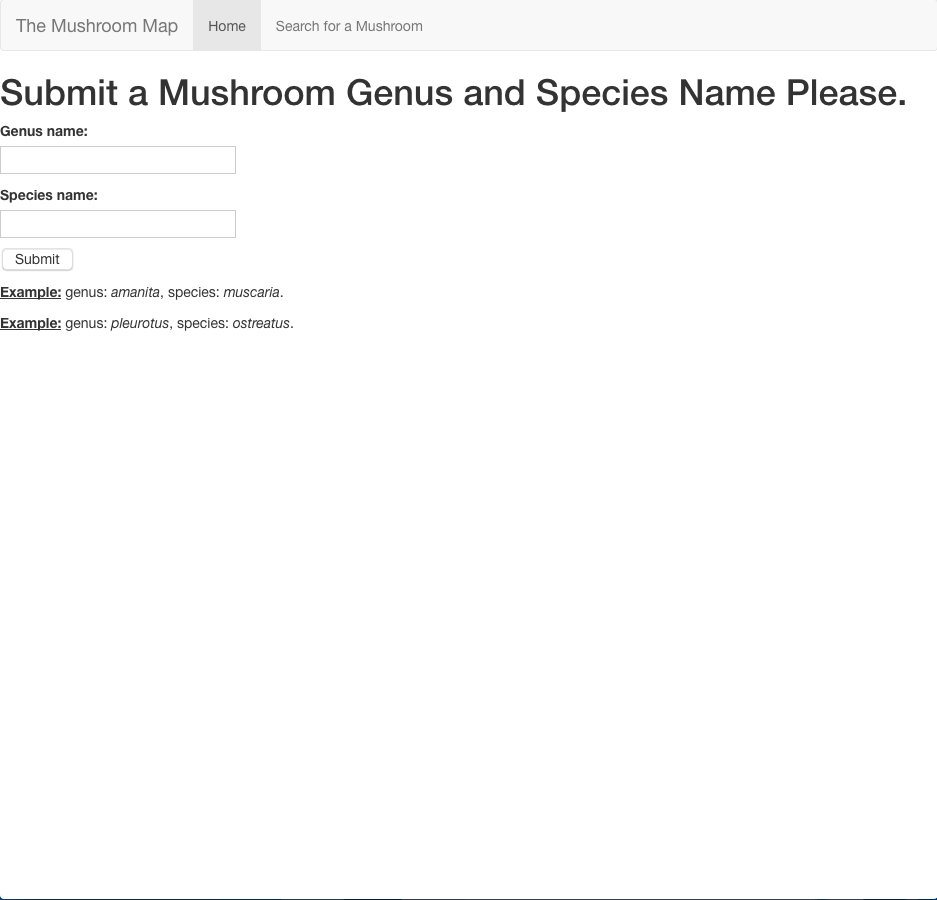 The Mushroom Map Home Search for a Mushroom
Submit a Mushroom Genus and Species Name Please.
Genus name:
Species name:
Submit
Example: genus: amanita, species: muscaria.
Example: genus: pleurotus, species: ostreatus.